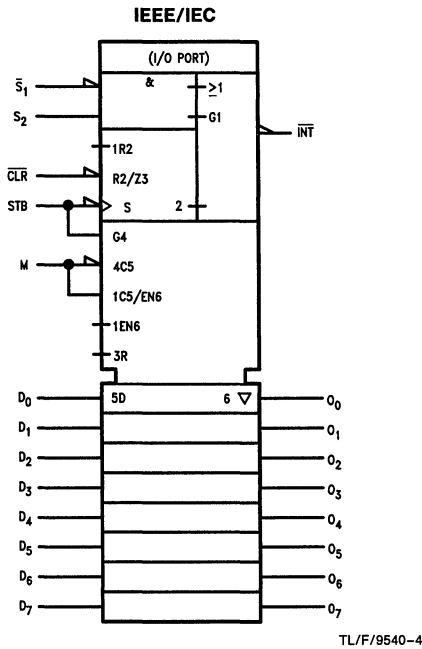 IEEE/IEC
(I/O PORT)
S̅₁ & ≥1
S₂ G1
INT̅
1R2
CLR̅ R2/Z3
STB S 2
G4
M 4C5
1C5/EN6
1EN6
3R
D₀ 5D 6 ▽ O₀
D₁ O₁
D₂ O₂
D₃ O₃
D₄ O₄
D₅ O₅
D₆ O₆
D₇ O₇
TL/F/9540-4